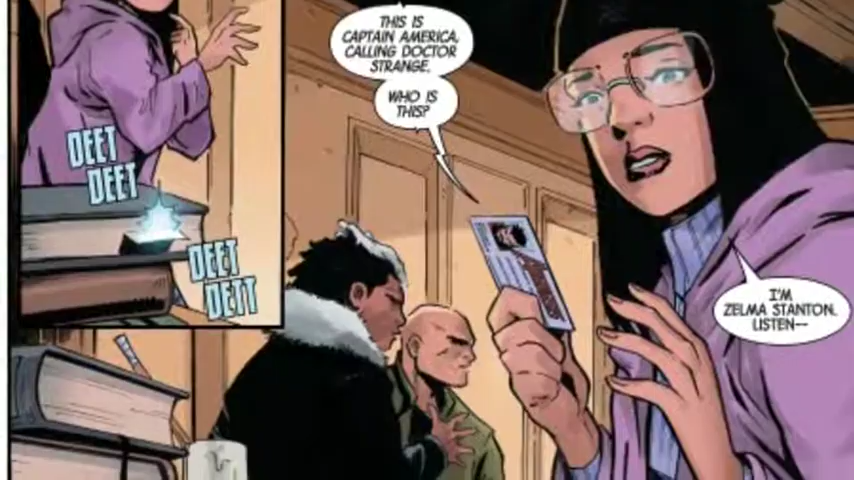 DEET
DEET
DEET
DETT
THIS IS
CAPTAIN AMERICA,
CALLING DOCTOR
STRANGE.
WHO IS
THIS?
I'M
ZELMA STANTON.
LISTEN—